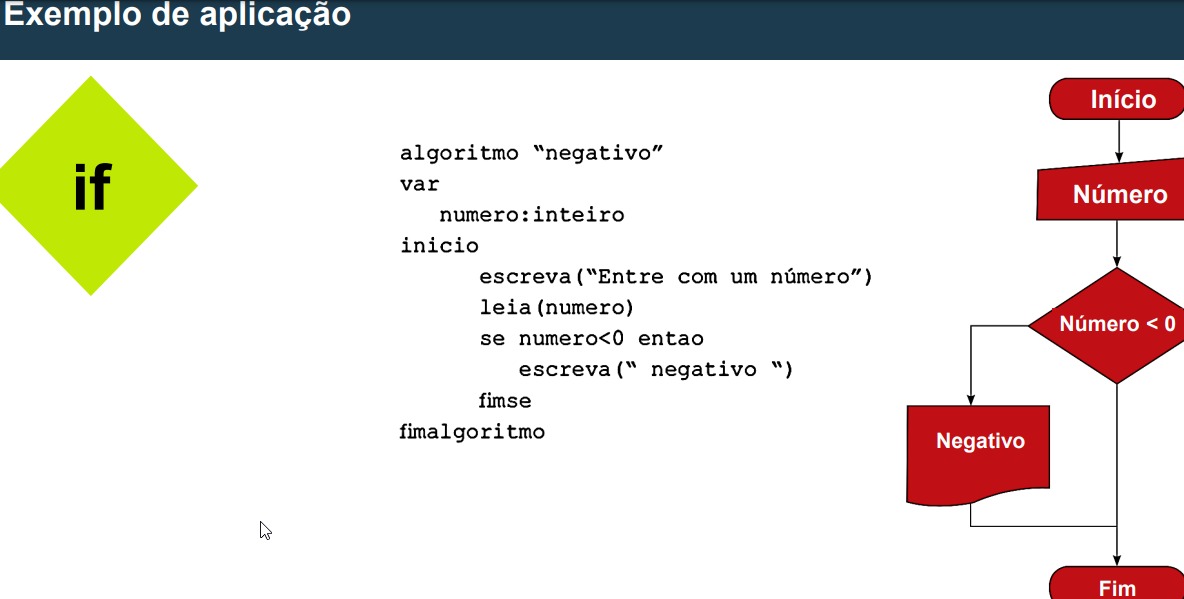 Exemplo de aplicação
if
algoritmo “negativo”
var
numero:inteiro
inicio
escreva(“Entre com um número”)
leia(numero)
se numero<0 entao
escreva(“ negativo “)
fimse
fimalgoritmo
Início
Número
Número < 0
Negativo
Fim